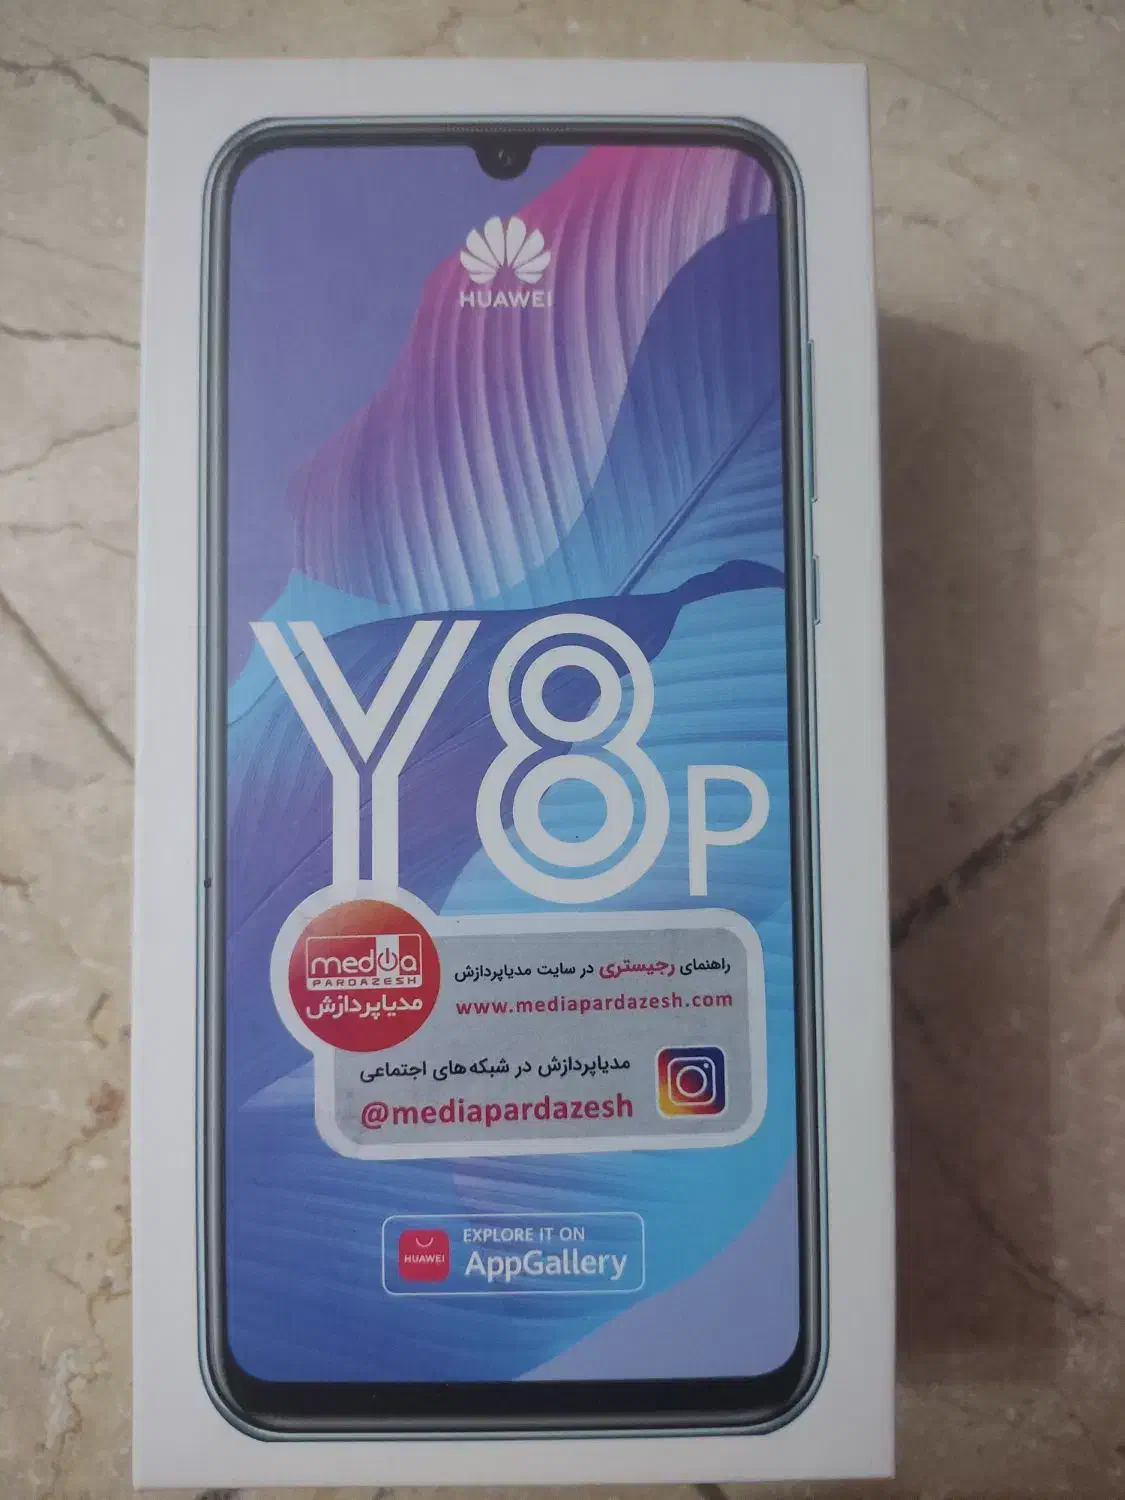 HUAWEI
Y8P
media
PARDAZESH
مدیاپردازش
راهنمای رجیستری در سایت مدیاپردازش
www.mediapardazesh.com
مدیاپردازش در شبکه های اجتماعی
@mediapardazesh
HUAWEI
EXPLORE IT ON
AppGallery